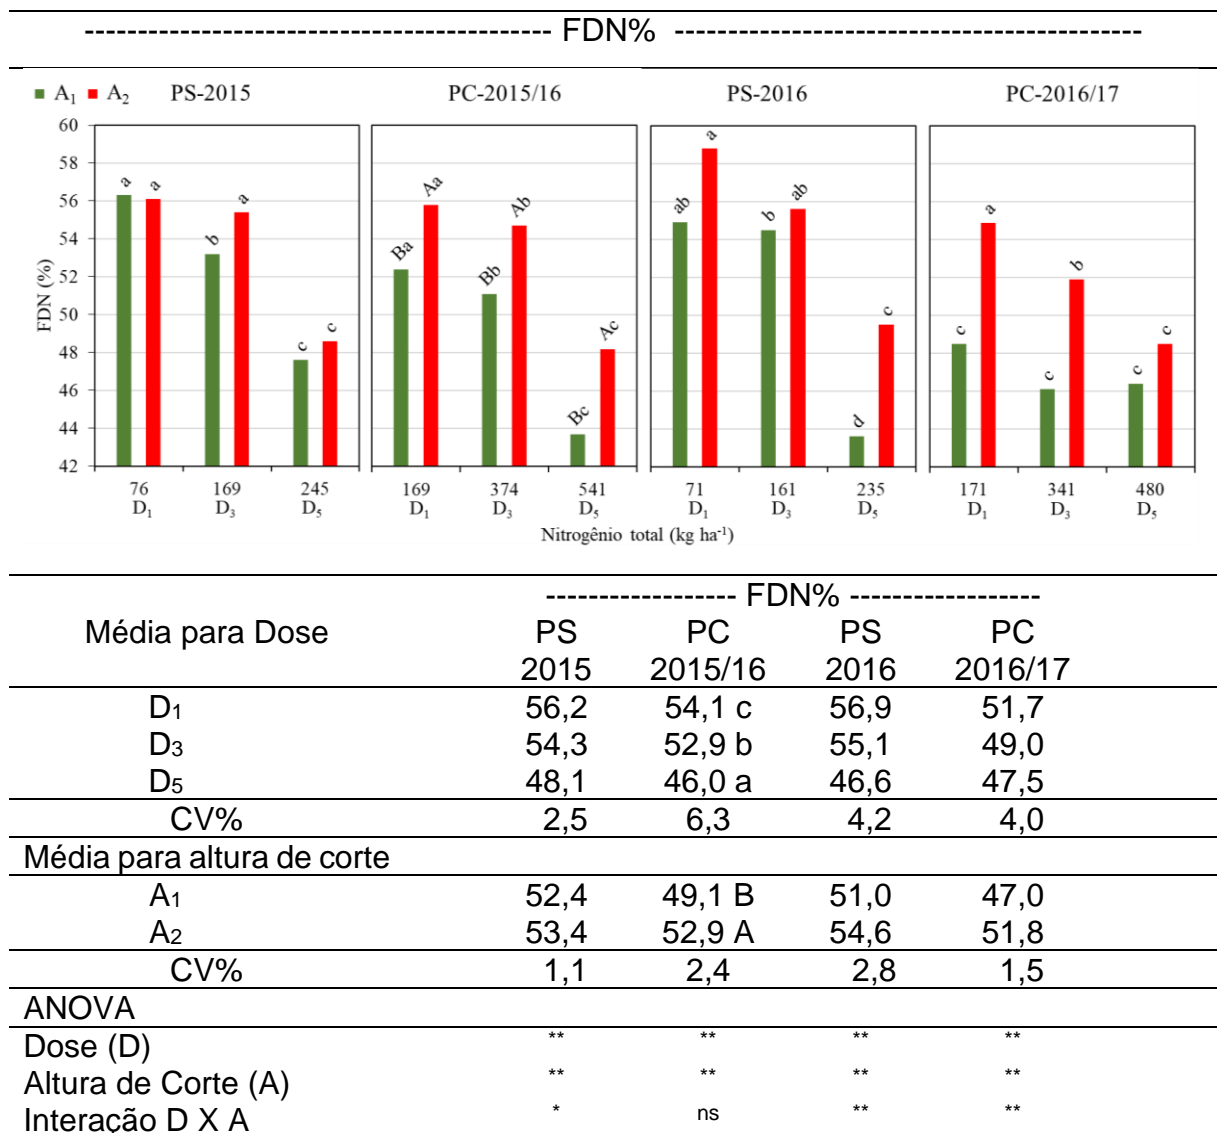 -------------------------------------------- FDN% --------------------------------------------
A1 A2 PS-2015 PC-2015/16 PS-2016 PC-2016/17
FDN (%)
60
58
56
54
52
50
48
46
44
42
a a b a c c
Ba Aa Bb Ab Bc Ac
ab a b ab d c
c a c b c c
76 169 245 169 374 541 71 161 235 171 341 480
D1 D3 D5 D1 D3 D5 D1 D3 D5 D1 D3 D5
Nitrogênio total (kg ha-1)
------------------ FDN% ------------------
Média para Dose PS PC PS PC
2015 2015/16 2016 2016/17
D1 56,2 54,1 c 56,9 51,7
D3 54,3 52,9 b 55,1 49,0
D5 48,1 46,0 a 46,6 47,5
CV% 2,5 6,3 4,2 4,0
Média para altura de corte
A1 52,4 49,1 B 51,0 47,0
A2 53,4 52,9 A 54,6 51,8
CV% 1,1 2,4 2,8 1,5
ANOVA
Dose (D) ** ** ** **
Altura de Corte (A) ** ** ** **
Interação D X A * ns ** **